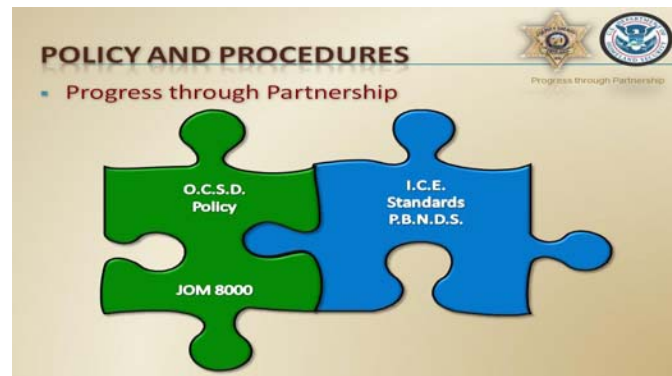 POLICY AND PROCEDURES
Progress through Partnership
▪ Progress through Partnership
O.C.S.D.
Policy
JOM 8000
I.C.E.
Standards
P.B.N.D.S.